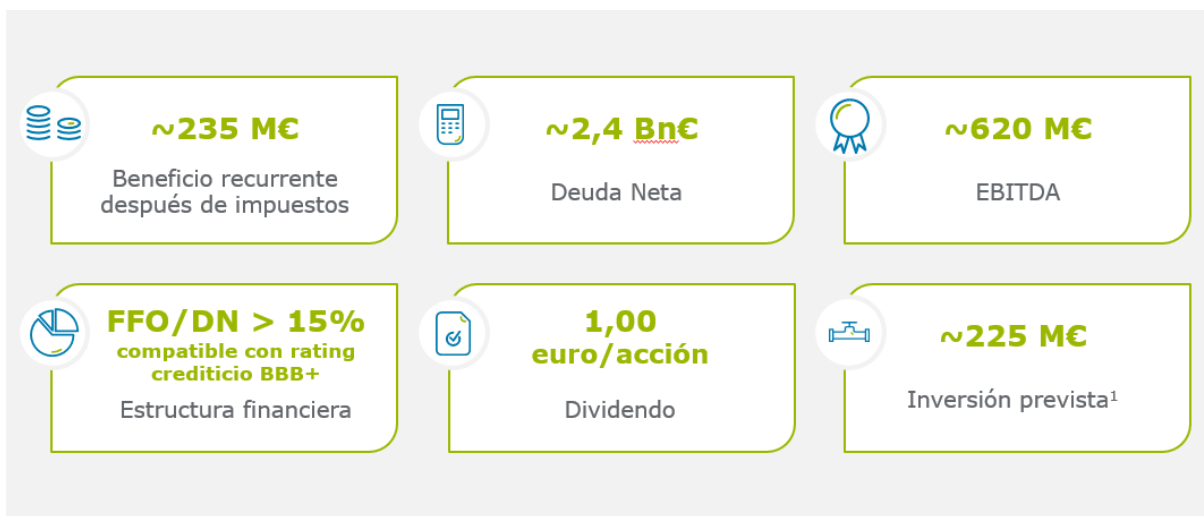 ~235 M€
Beneficio recurrente
después de impuestos
~2,4 Bn€
Deuda Neta
~620 M€
EBITDA
FFO/DN > 15%
compatible con rating
crediticio BBB+
Estructura financiera
1,00
euro/acción
Dividendo
~225 M€
Inversión prevista¹